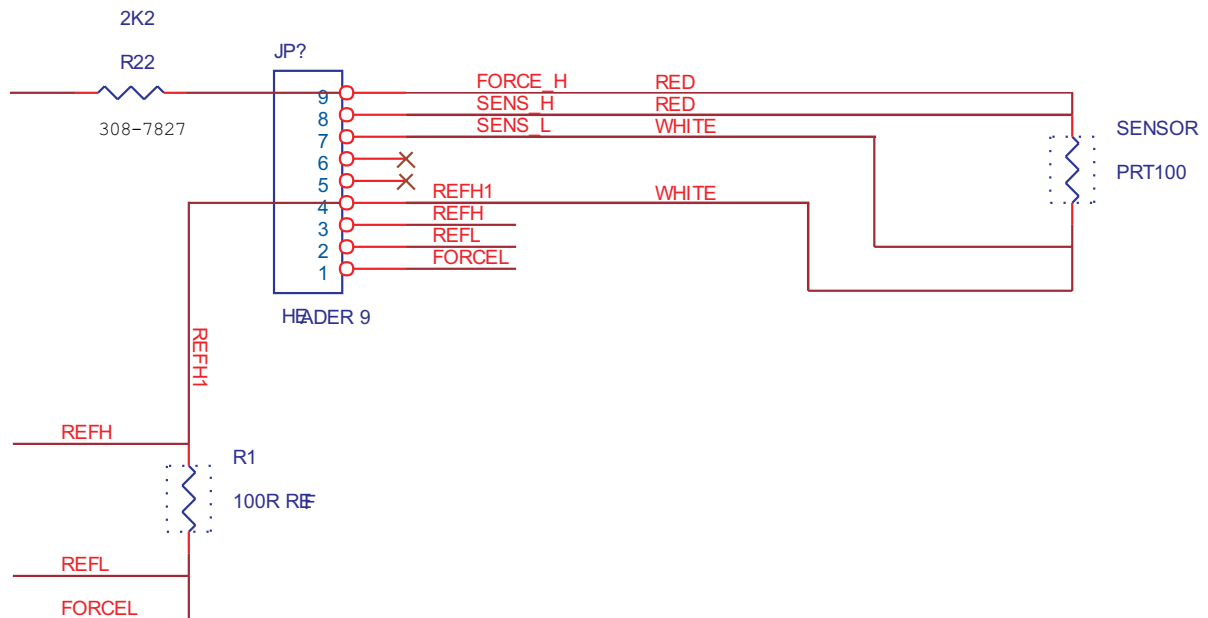 2K2
R22
308-7827
JP?
9
8
7
6
5
4
3
2
1
HEADER 9
FORCE_H RED
SENS_H RED
SENS_L WHITE
REFH1 WHITE
REFH
REFL
FORCEL
SENSOR
PRT100
REFH1
REFH
R1
100R REF
REFL
FORCEL